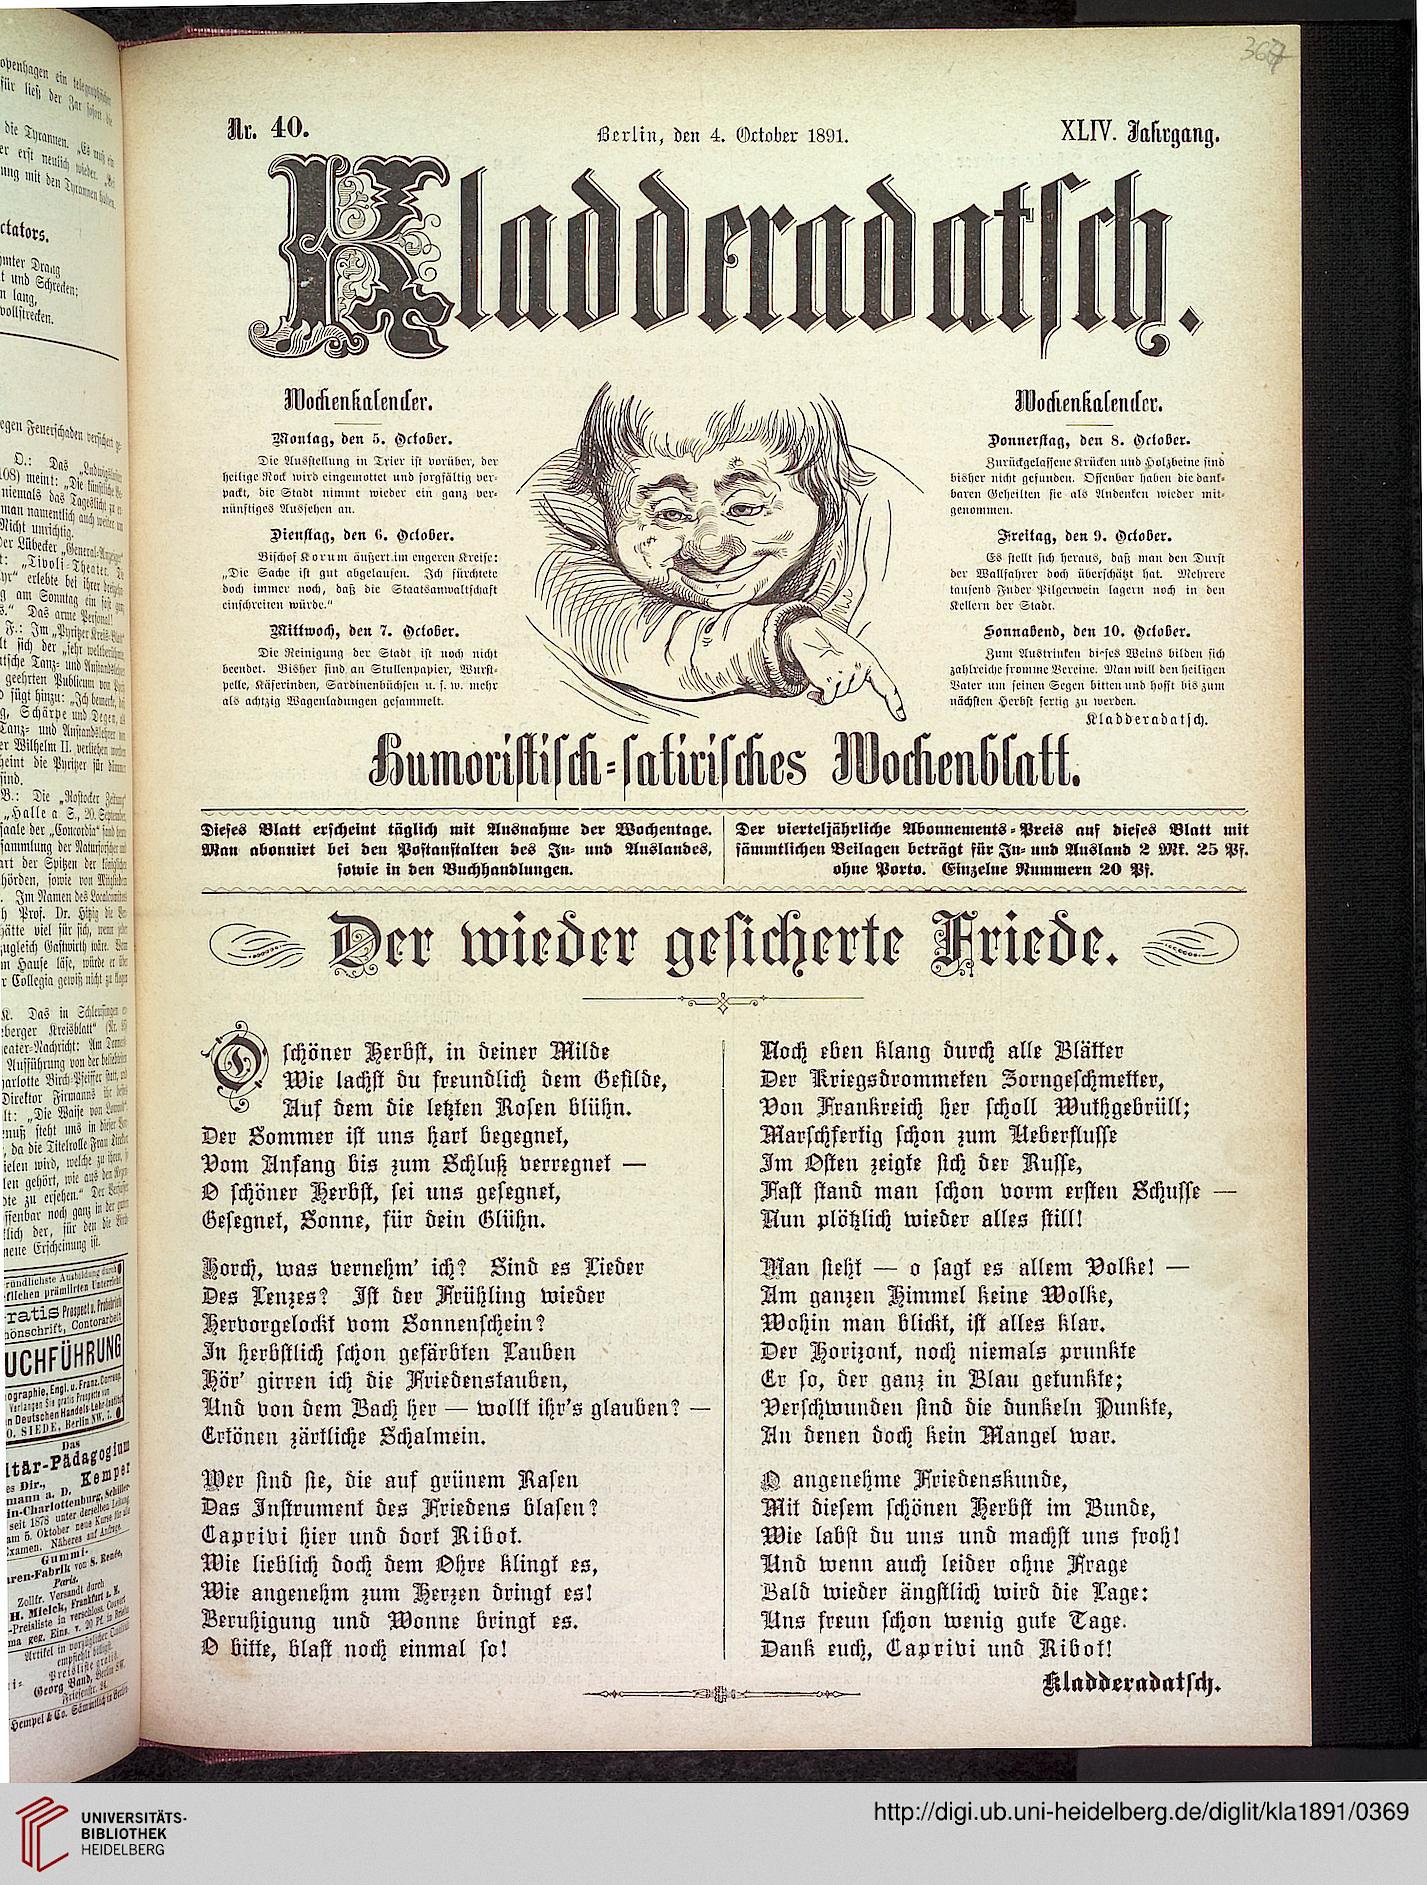 367
Nr. 40.
Berlin, den 4. October 1891.
XLIV. Jahrgang.
Kladderadatsch.
Wochenkalender.
Montag, den 5. October.
Die Ausstellung in Trier ist vorüber, der
heilige Rock wird eingemottet und sorgfältig ver-
packt, die Stadt nimmt wieder ein ganz ver-
nünftiges Aussehen an.
Dienstag, den 6. October.
Bischof Korum äußert im engeren Kreise:
„Die Sache ist gut abgelaufen. Ich fürchtete
doch immer noch, daß die Staatsanwaltschaft
einschreiten würde.“
Mittwoch, den 7. October.
Die Reinigung der Stadt ist noch nicht
beendet. Bisher sind an Stullenpapier, Wurst-
pelle, Käserinden, Sardinenbüchsen u. s. w. mehr
als achtzig Wagenladungen gesammelt.
Wochenkalender.
Donnerstag, den 8. October.
Zurückgelassene Krücken und Holzbeine sind
bisher nicht gefunden. Offenbar haben die dank-
baren Geheilten sie als Andenken wieder mit-
genommen.
Freitag, den 9. October.
Es stellt sich heraus, daß man den Durst
der Wallfahrer doch überschätzt hat. Mehrere
tausend Fuder Pilgerwein lagern noch in den
Kellern der Stadt.
Sonnabend, den 10. October.
Zum Austrinken dieses Weins bilden sich
zahlreiche fromme Vereine. Man will den heiligen
Vater um seinen Segen bitten und hofft bis zum
nächsten Herbst fertig zu werden.
Kladderadatsch.
Humoristisch-satirisches Wochenblatt.
Dieses Blatt erscheint täglich mit Ausnahme der Wochentage.
Man abonnirt bei den Postanstalten des In- und Auslandes,
sowie in den Buchhandlungen.
Der vierteljährliche Abonnements-Preis auf dieses Blatt mit
sämmtlichen Beilagen beträgt für In- und Ausland 2 Mk. 25 Pf.
ohne Porto. Einzelne Nummern 20 Pf.
Der wieder gesicherte Friede.
O schöner Herbst, in deiner Milde
Wie lachst du freundlich dem Gefilde,
Auf dem die letzten Rosen blühn.
Der Sommer ist uns hart begegnet,
Vom Anfang bis zum Schluß verregnet —
O schöner Herbst, sei uns gesegnet,
Gesegnet, Sonne, für dein Glühn.
Horch, was vernehm' ich? Sind es Lieder
Des Lenzes? Ist der Frühling wieder
Hervorgelockt vom Sonnenschein?
In herbstlich schon gefärbten Lauben
Hör' girren ich die Friedenstauben,
Und von dem Bach her — wollt ihr's glauben? —
Ertönen zärtliche Schalmein.
Wer sind sie, die auf grünem Rasen
Das Instrument des Friedens blasen?
Caprivi hier und dort Ribot.
Wie lieblich doch dem Ohre klingt es,
Wie angenehm zum Herzen dringt es!
Beruhigung und Wonne bringt es.
O bitte, blast noch einmal so!
Noch eben klang durch alle Blätter
Der Kriegsdrommeten Zorngeschmetter,
Von Frankreich her scholl Wuthgebrüll;
Marschfertig schon zum Ueberflusse
Im Osten zeigte sich der Russe,
Fast stand man schon vorm ersten Schusse —
Nun plötzlich wieder alles still!
Man sieht — o sagt es allem Volke! —
Am ganzen Himmel keine Wolke,
Wohin man blickt, ist alles klar.
Der Horizont, noch niemals prunkte
Er so, der ganz in Blau getunkte;
Verschwunden sind die dunkeln Punkte,
An denen doch kein Mangel war.
O angenehme Friedenskunde,
Mit diesem schönen Herbst im Bunde,
Wie labst du uns und machst uns froh!
Und wenn auch leider ohne Frage
Bald wieder ängstlich wird die Lage:
Uns freun schon wenig gute Tage.
Dank euch, Caprivi und Ribot!
Kladderadatsch.
UNIVERSITÄTS-
BIBLIOTHEK
HEIDELBERG
http://digi.ub.uni-heidelberg.de/diglit/kla1891/0369